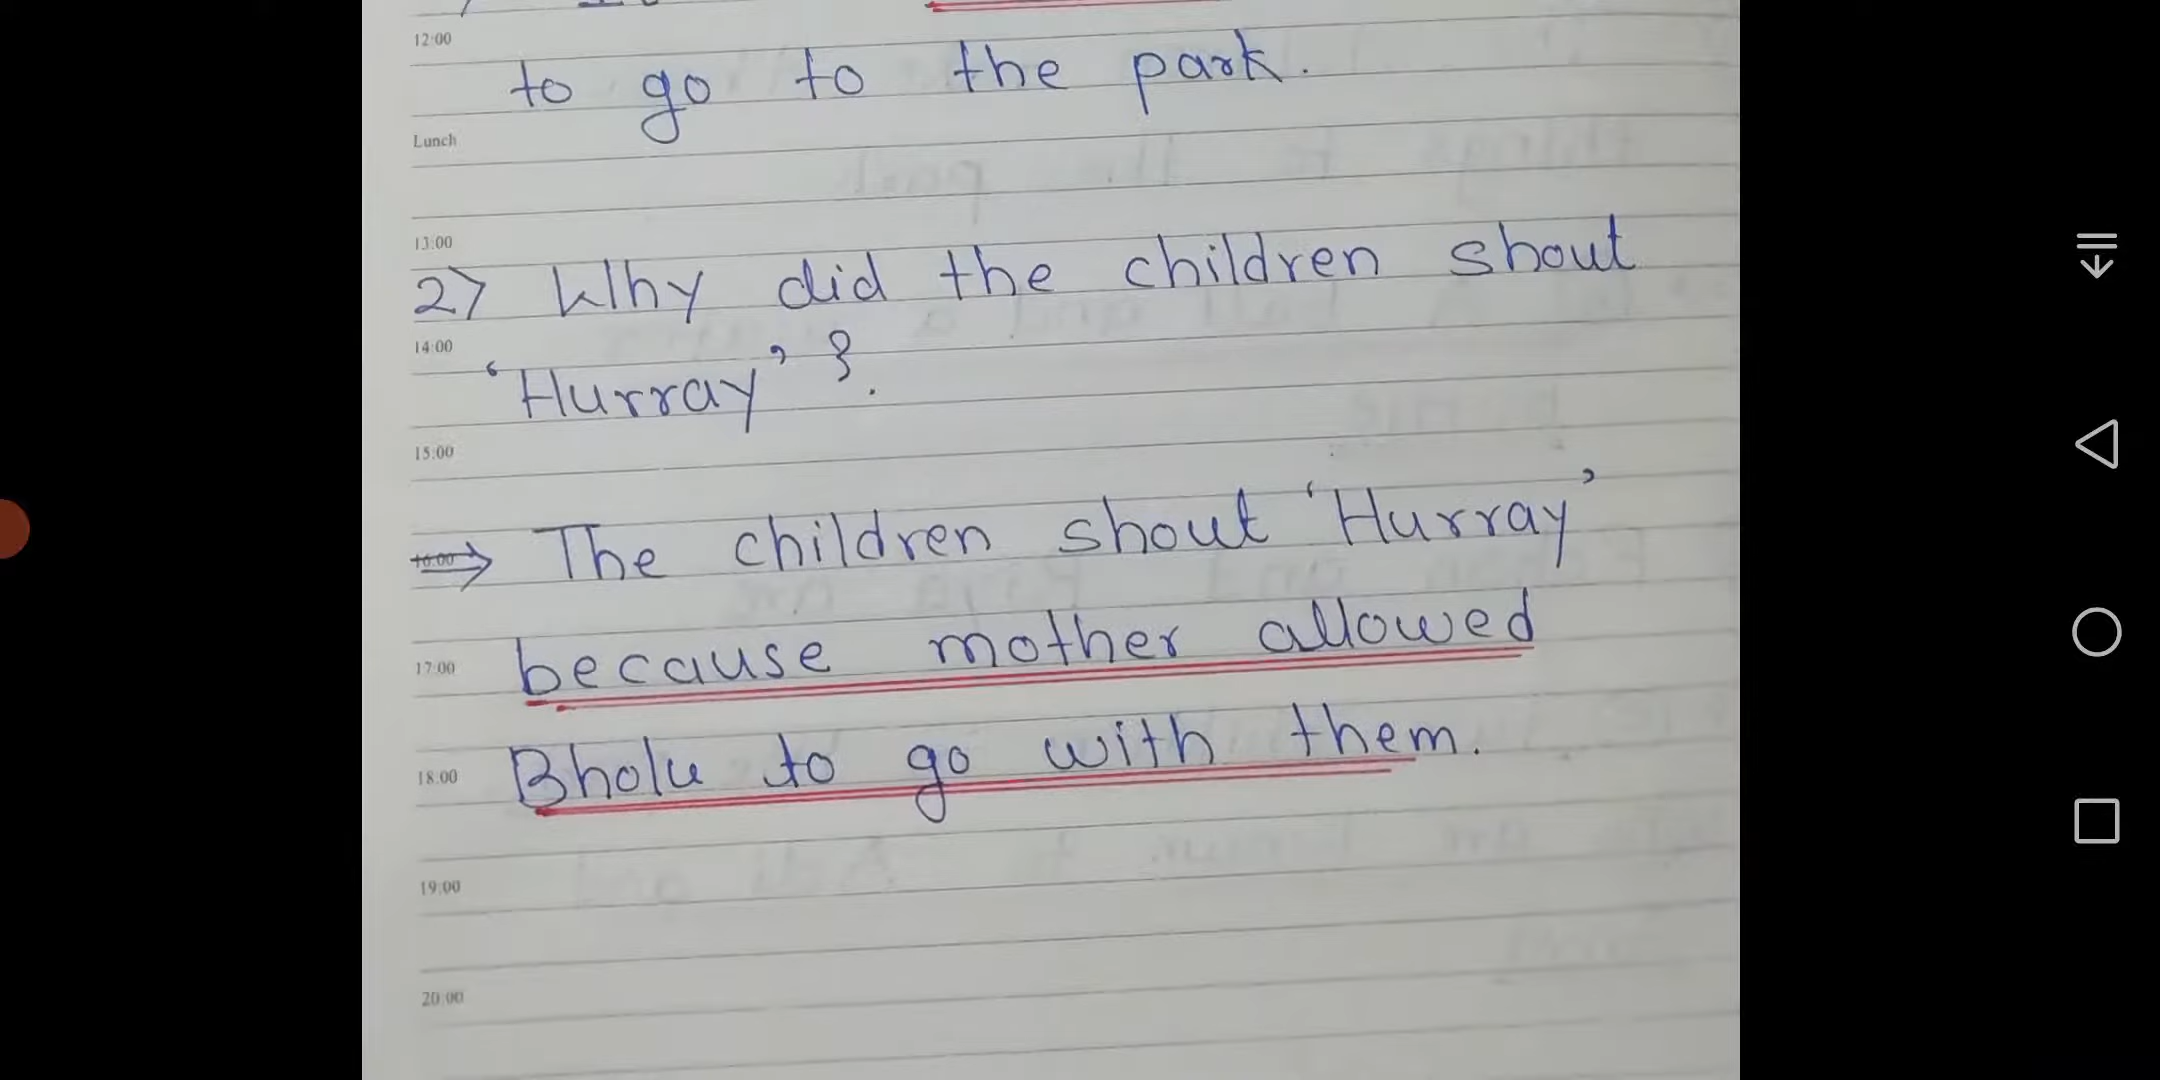 12:00
to go to the park.
Lunch
13:00
2) Why did the children shout
14:00
'Hurray' ?
15:00
16:00
⇒ The children shout 'Hurray'
17:00
because mother allowed
18:00
Bholu to go with them.
19:00
20:00